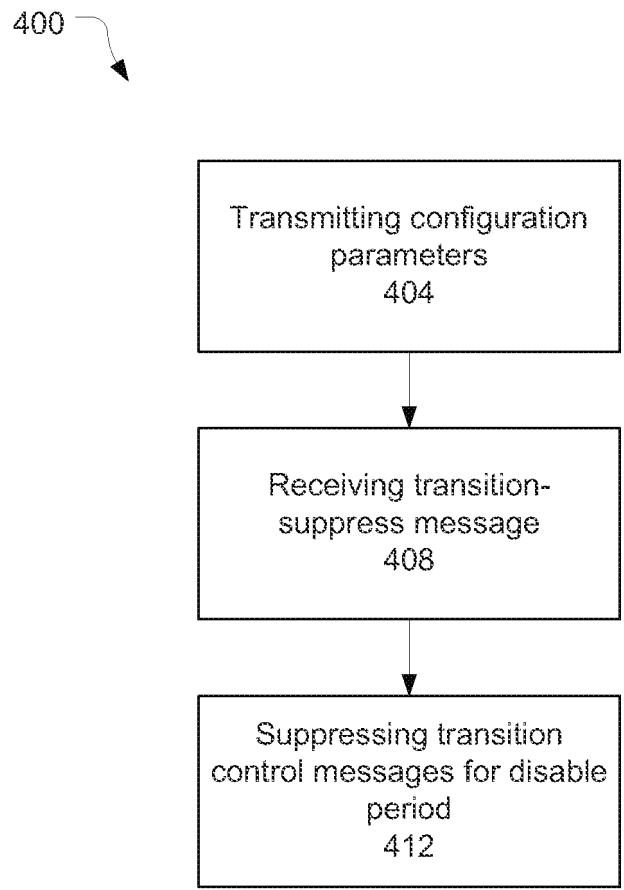 400
Transmitting configuration
parameters
404
Receiving transition-
suppress message
408
Suppressing transition
control messages for disable
period
412